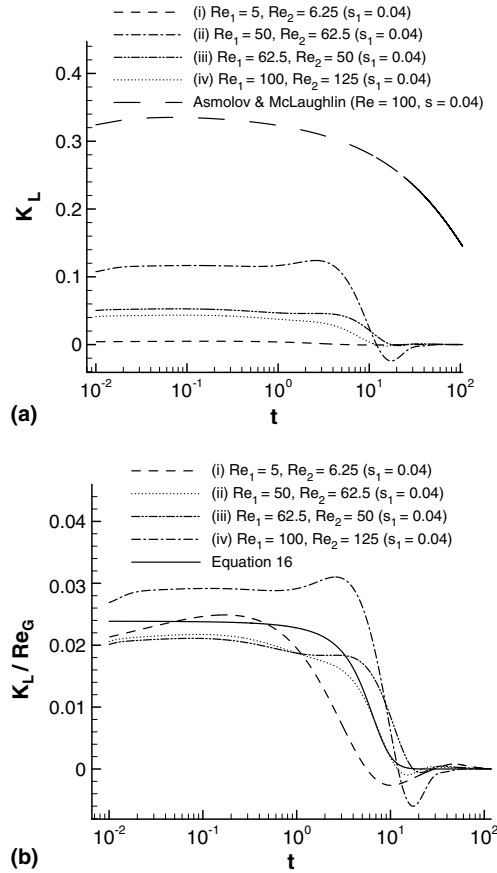 (i) Re₁ = 5, Re₂ = 6.25 (s₁ = 0.04)
(ii) Re₁ = 50, Re₂ = 62.5 (s₁ = 0.04)
(iii) Re₁ = 62.5, Re₂ = 50 (s₁ = 0.04)
(iv) Re₁ = 100, Re₂ = 125 (s₁ = 0.04)
Asmolov & McLaughlin (Re = 100, s = 0.04)
0.4
0.3
0.2
0.1
0
K_L
10⁻² 10⁻¹ 10⁰ 10¹ 10²
t
(a)
(i) Re₁ = 5, Re₂ = 6.25 (s₁ = 0.04)
(ii) Re₁ = 50, Re₂ = 62.5 (s₁ = 0.04)
(iii) Re₁ = 62.5, Re₂ = 50 (s₁ = 0.04)
(iv) Re₁ = 100, Re₂ = 125 (s₁ = 0.04)
Equation 16
0.04
0.03
0.02
0.01
0
K_L / Re_G
10⁻² 10⁻¹ 10⁰ 10¹ 10²
t
(b)